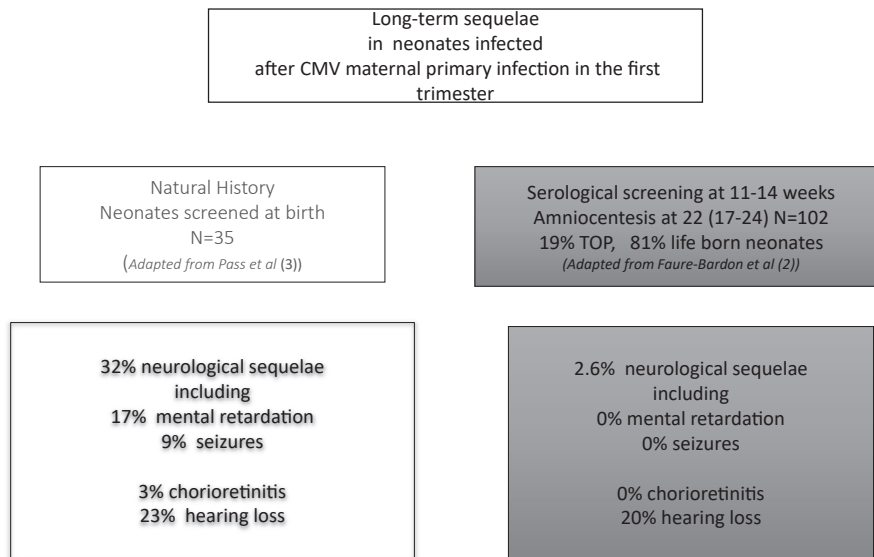 Long-term sequelae
in neonates infected
after CMV maternal primary infection in the first
trimester
Natural History
Neonates screened at birth
N=35
(Adapted from Pass et al (3))
Serological screening at 11-14 weeks
Amniocentesis at 22 (17-24) N=102
19% TOP, 81% life born neonates
(Adapted from Faure-Bardon et al (2))
32% neurological sequelae
including
17% mental retardation
9% seizures
3% chorioretinitis
23% hearing loss
2.6% neurological sequelae
including
0% mental retardation
0% seizures
0% chorioretinitis
20% hearing loss